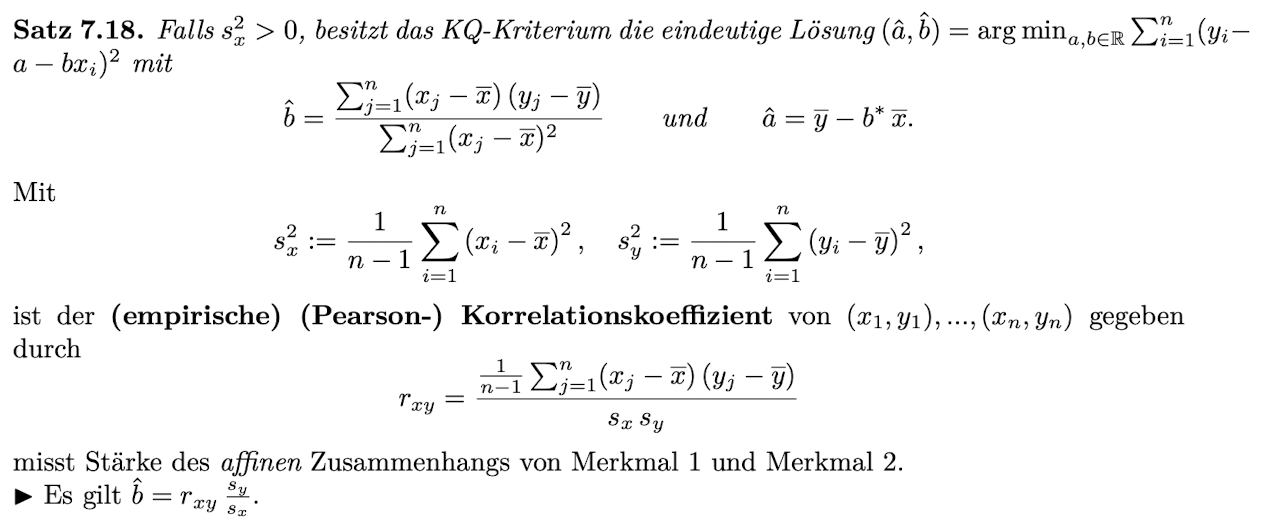 Satz 7.18. Falls $s_x^2 > 0$, besitzt das KQ-Kriterium die eindeutige Lösung $(\hat{a}, \hat{b}) = \arg\min_{a,b \in \mathbb{R}} \sum_{i=1}^n (y_i -$
$a - bx_i)^2$ mit
$\hat{b} = \frac{\sum_{j=1}^n (x_j - \overline{x}) (y_j - \overline{y})}{\sum_{j=1}^n (x_j - \overline{x})^2}$ und $\hat{a} = \overline{y} - b^* \overline{x}.$
Mit
$s_x^2 := \frac{1}{n-1} \sum_{i=1}^n (x_i - \overline{x})^2, \quad s_y^2 := \frac{1}{n-1} \sum_{i=1}^n (y_i - \overline{y})^2,$
ist der (empirische) (Pearson-) Korrelationskoeffizient von $(x_1, y_1), ..., (x_n, y_n)$ gegeben
durch
$r_{xy} = \frac{\frac{1}{n-1} \sum_{j=1}^n (x_j - \overline{x}) (y_j - \overline{y})}{s_x \, s_y}$
misst Stärke des affinen Zusammenhangs von Merkmal 1 und Merkmal 2.
▶ Es gilt $\hat{b} = r_{xy} \frac{s_y}{s_x}$.